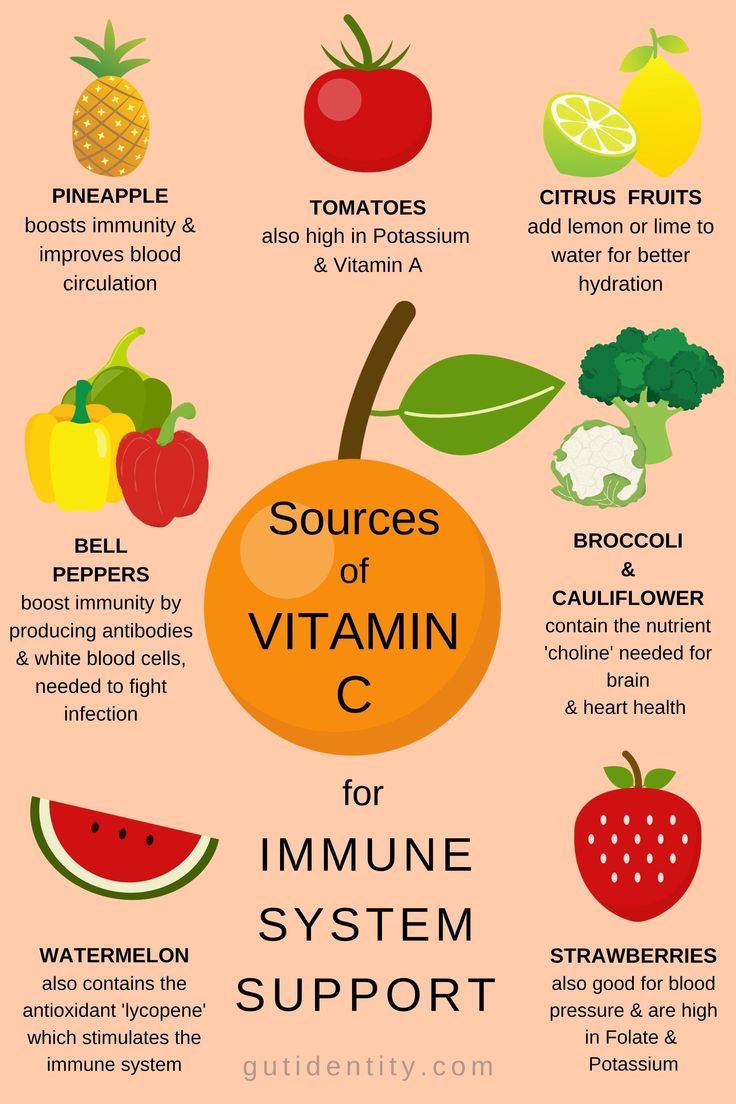 PINEAPPLE
boosts immunity &
improves blood
circulation
TOMATOES
also high in Potassium
& Vitamin A
CITRUS FRUITS
add lemon or lime to
water for better
hydration
BELL
PEPPERS
boost immunity by
producing antibodies
& white blood cells,
needed to fight
infection
Sources
of
VITAMIN
C
for
IMMUNE
SYSTEM
SUPPORT
BROCCOLI
&
CAULIFLOWER
contain the nutrient
'choline' needed for
brain
& heart health
WATERMELON
also contains the
antioxidant 'lycopene'
which stimulates the
immune system
STRAWBERRIES
also good for blood
pressure & are high
in Folate &
Potassium
gutidentity.com